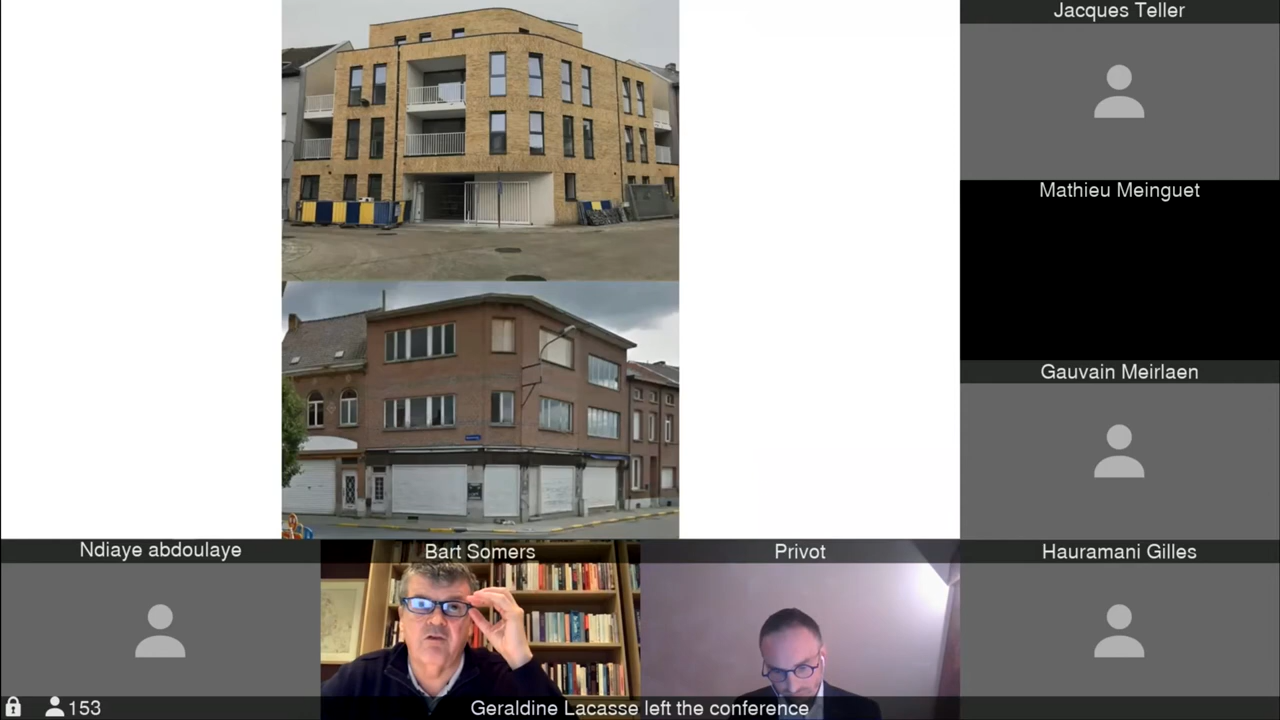 Jacques Teller
Mathieu Meinguet
Gauvain Meirlaen
Ndiaye abdoulaye
Bart Somers
Privot
Hauramani Gilles
153
Geraldine Lacasse left the conference